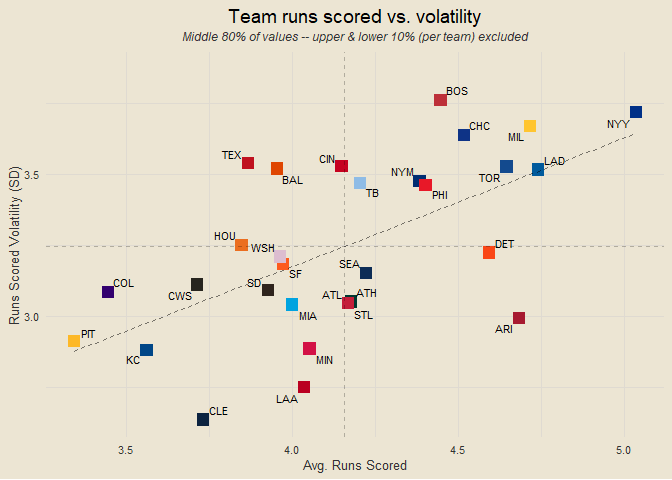 Team runs scored vs. volatility
Middle 80% of values -- upper & lower 10% (per team) excluded
BOS
NYY
CHC
MIL
TEX
CIN
LAD
3.5
BAL
NYM
TOR
TB
PHI
HOU
WSH
DET
SEA
SF
COL
CWS
SD
ATL
ATH
3.0
MIA
STL
ARI
PIT
KC
MIN
LAA
CLE
Runs Scored Volatility (SD)
3.5 4.0 4.5 5.0
Avg. Runs Scored